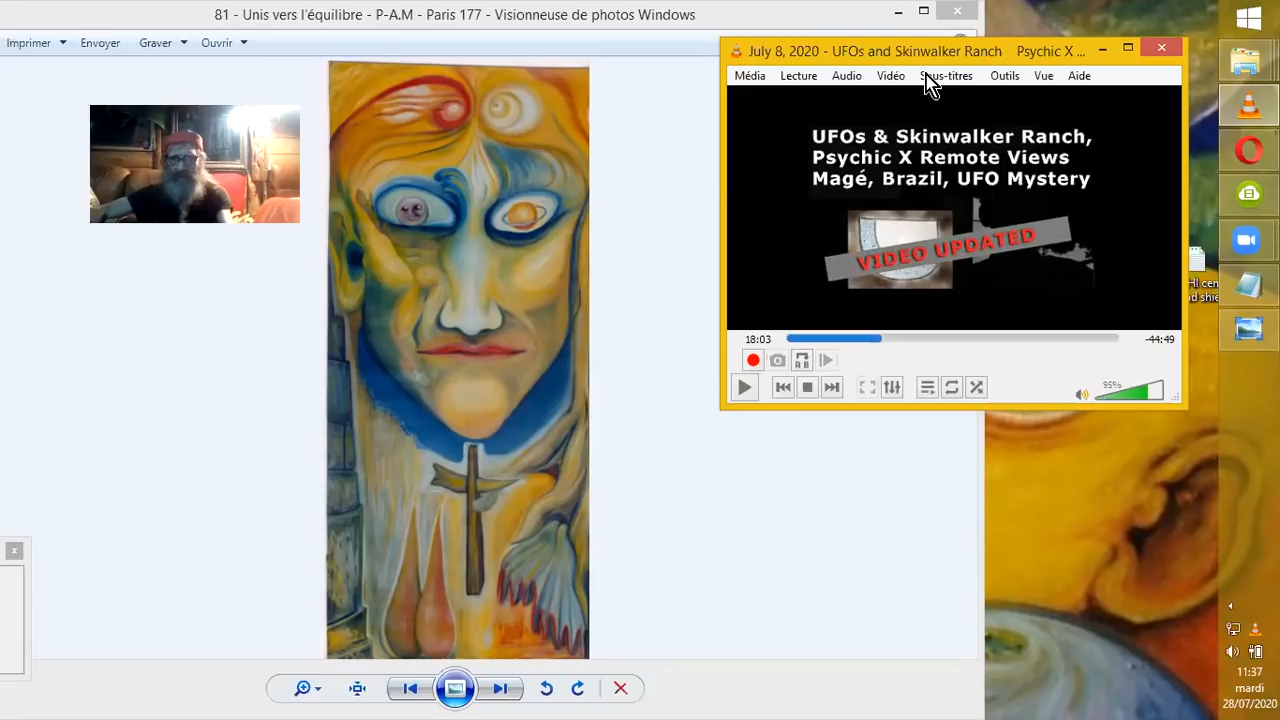 81 - Unis vers l'équilibre - P-A.M - Paris 177 - Visionneuse de photos Windows
Imprimer Envoyer Graver Ouvrir
July 8, 2020 - UFOs and Skinwalker Ranch Psychic X ...
Média Lecture Audio Vidéo Sous-titres Outils Vue Aide
UFOs & Skinwalker Ranch,
Psychic X Remote Views
Magé, Brazil, UFO Mystery
VIDEO UPDATED
18:03 -44:49
95%
11:37
mardi
28/07/2020